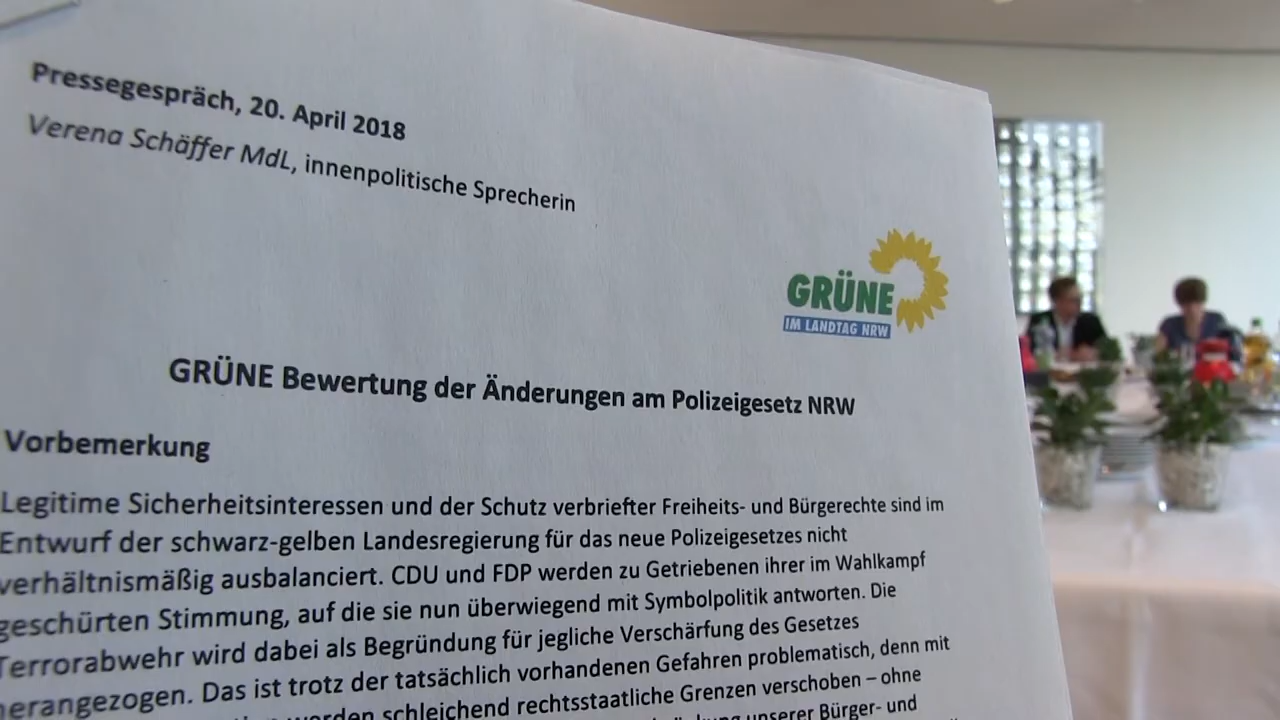 Pressegespräch, 20. April 2018
Verena Schäffer MdL, innenpolitische Sprecherin
GRÜNE
IM LANDTAG NRW
GRÜNE Bewertung der Änderungen am Polizeigesetz NRW
Vorbemerkung
Legitime Sicherheitsinteressen und der Schutz verbriefter Freiheits- und Bürgerechte sind im
Entwurf der schwarz-gelben Landesregierung für das neue Polizeigesetzes nicht
verhältnismäßig ausbalanciert. CDU und FDP werden zu Getriebenen ihrer im Wahlkampf
geschürten Stimmung, auf die sie nun überwiegend mit Symbolpolitik antworten. Die
Terrorabwehr wird dabei als Begründung für jegliche Verschärfung des Gesetzes
herangezogen. Das ist trotz der tatsächlich vorhandenen Gefahren problematisch, denn mit
werden schleichend rechtsstaatliche Grenzen verschoben – ohne
unserer Bürger- und